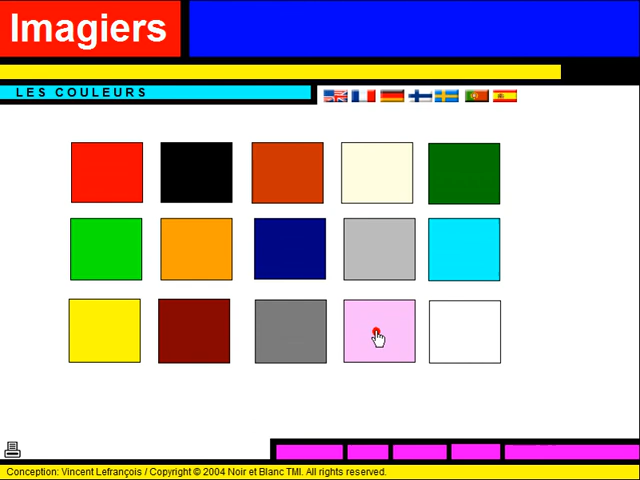 Imagiers
LES COULEURS
Conception: Vincent Lefrançois / Copyright © 2004 Noir et Blanc TMI. All rights reserved.